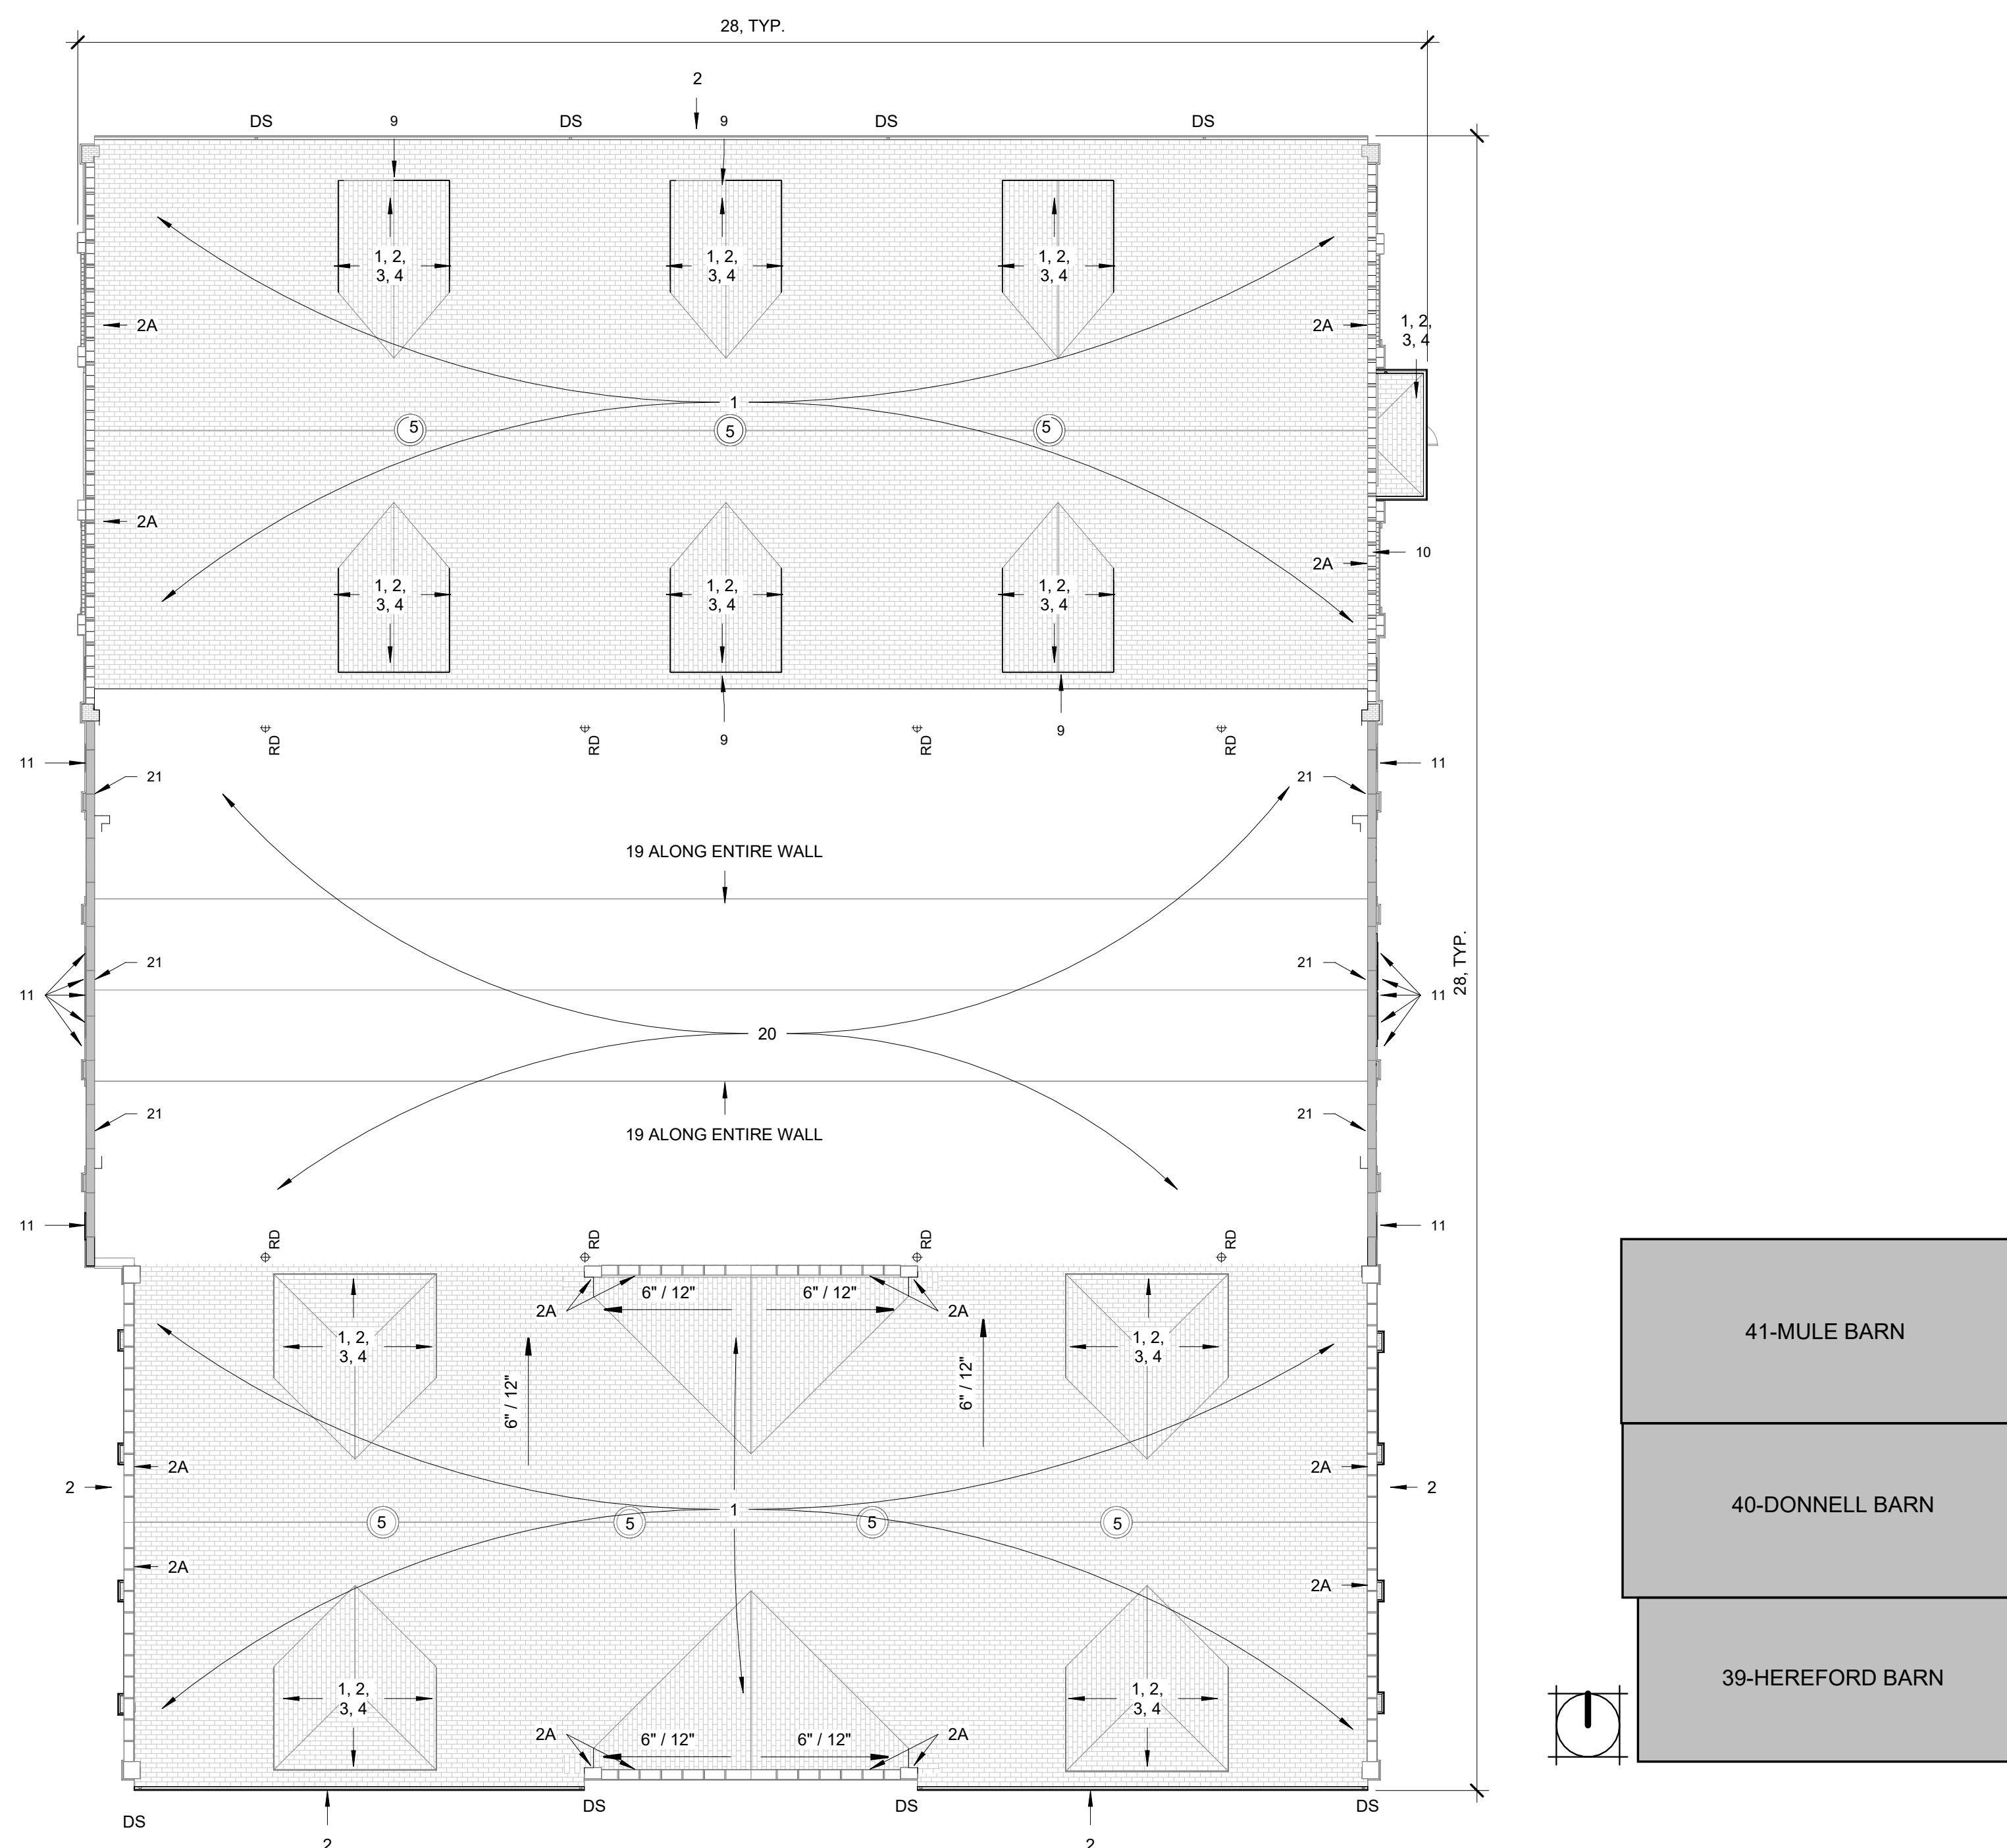 28, TYP.
2
DS 9 DS 9 DS DS
1, 2,
3, 4
1, 2,
3, 4
1, 2,
3, 4
2A 2A
1, 2,
3, 4
1
5 5 5
2A
10
2A
1, 2,
3, 4
1, 2,
3, 4
1, 2,
3, 4
9 9
RD RD RD RD
11 11
21 21
19 ALONG ENTIRE WALL
28, TYP.
21 21
11 11
20
21 21
19 ALONG ENTIRE WALL
11 11
RD RD RD RD
6" / 12" 6" / 12"
2A 2A
1, 2,
3, 4
1, 2,
3, 4
6" / 12" 6" / 12"
2A 2A
2 2
1
5 5 5 5
2A 2A
1, 2,
3, 4
1, 2,
3, 4
2A 2A
6" / 12" 6" / 12"
DS DS DS DS
2 2
41-MULE BARN
40-DONNELL BARN
39-HEREFORD BARN